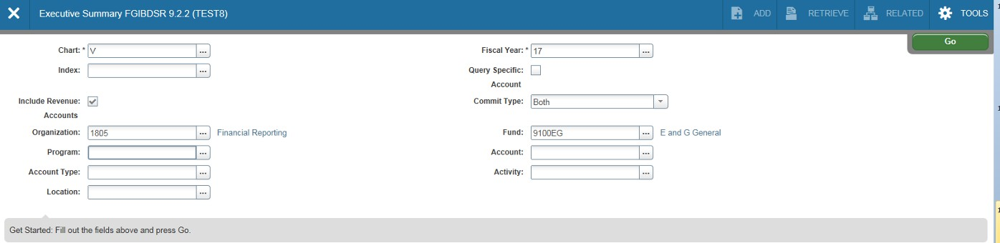 Executive Summary FGIBDSR 9.2.2 (TEST8) ADD RETRIEVE RELATED TOOLS
Go
Chart: * V ... Fiscal Year: * 17 ...
Index: ... Query Specific:
Account
Include Revenue: Commit Type: Both
Accounts
Organization: 1805 ... Financial Reporting Fund: 9100EG ... E and G General
Program: ... Account: ...
Account Type: ... Activity: ...
Location: ...
Get Started: Fill out the fields above and press Go.